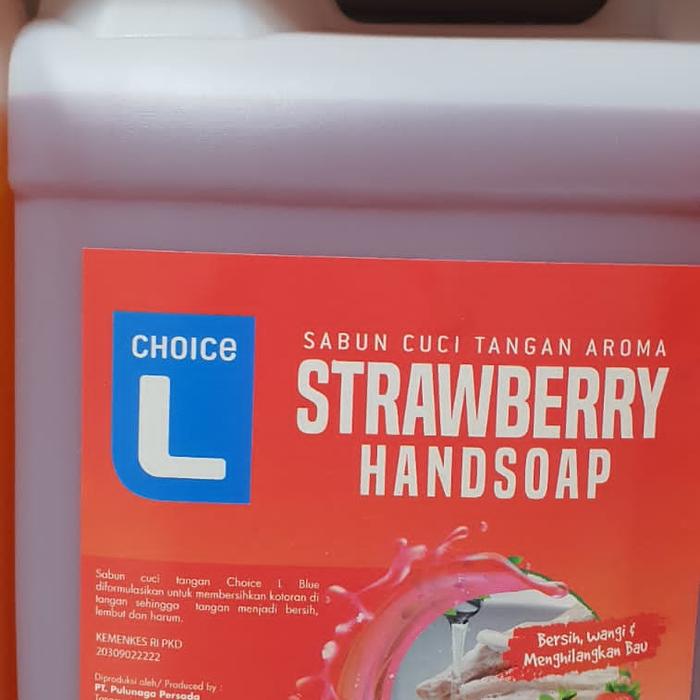 CHOICE
L
SABUN CUCI TANGAN AROMA
STRAWBERRY
HANDSOAP
Sabun cuci tangan Choice L Blue
diformulasikan untuk membersihkan kotoran di
tangan sehingga tangan menjadi bersih,
lembut dan harum.
KEMENKES RI PKD
20309022222
Diproduksi oleh/ Produced by :
PT. Pulunaga Persada
Bersih, wangi &
Menghilangkan Bau